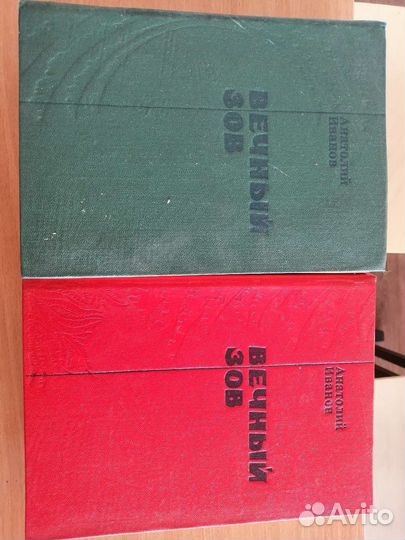 Анатолий
Иванов
ВЕЧНЫЙ
ЗОВ
Анатолий
Иванов
ВЕЧНЫЙ
ЗОВ
Avito